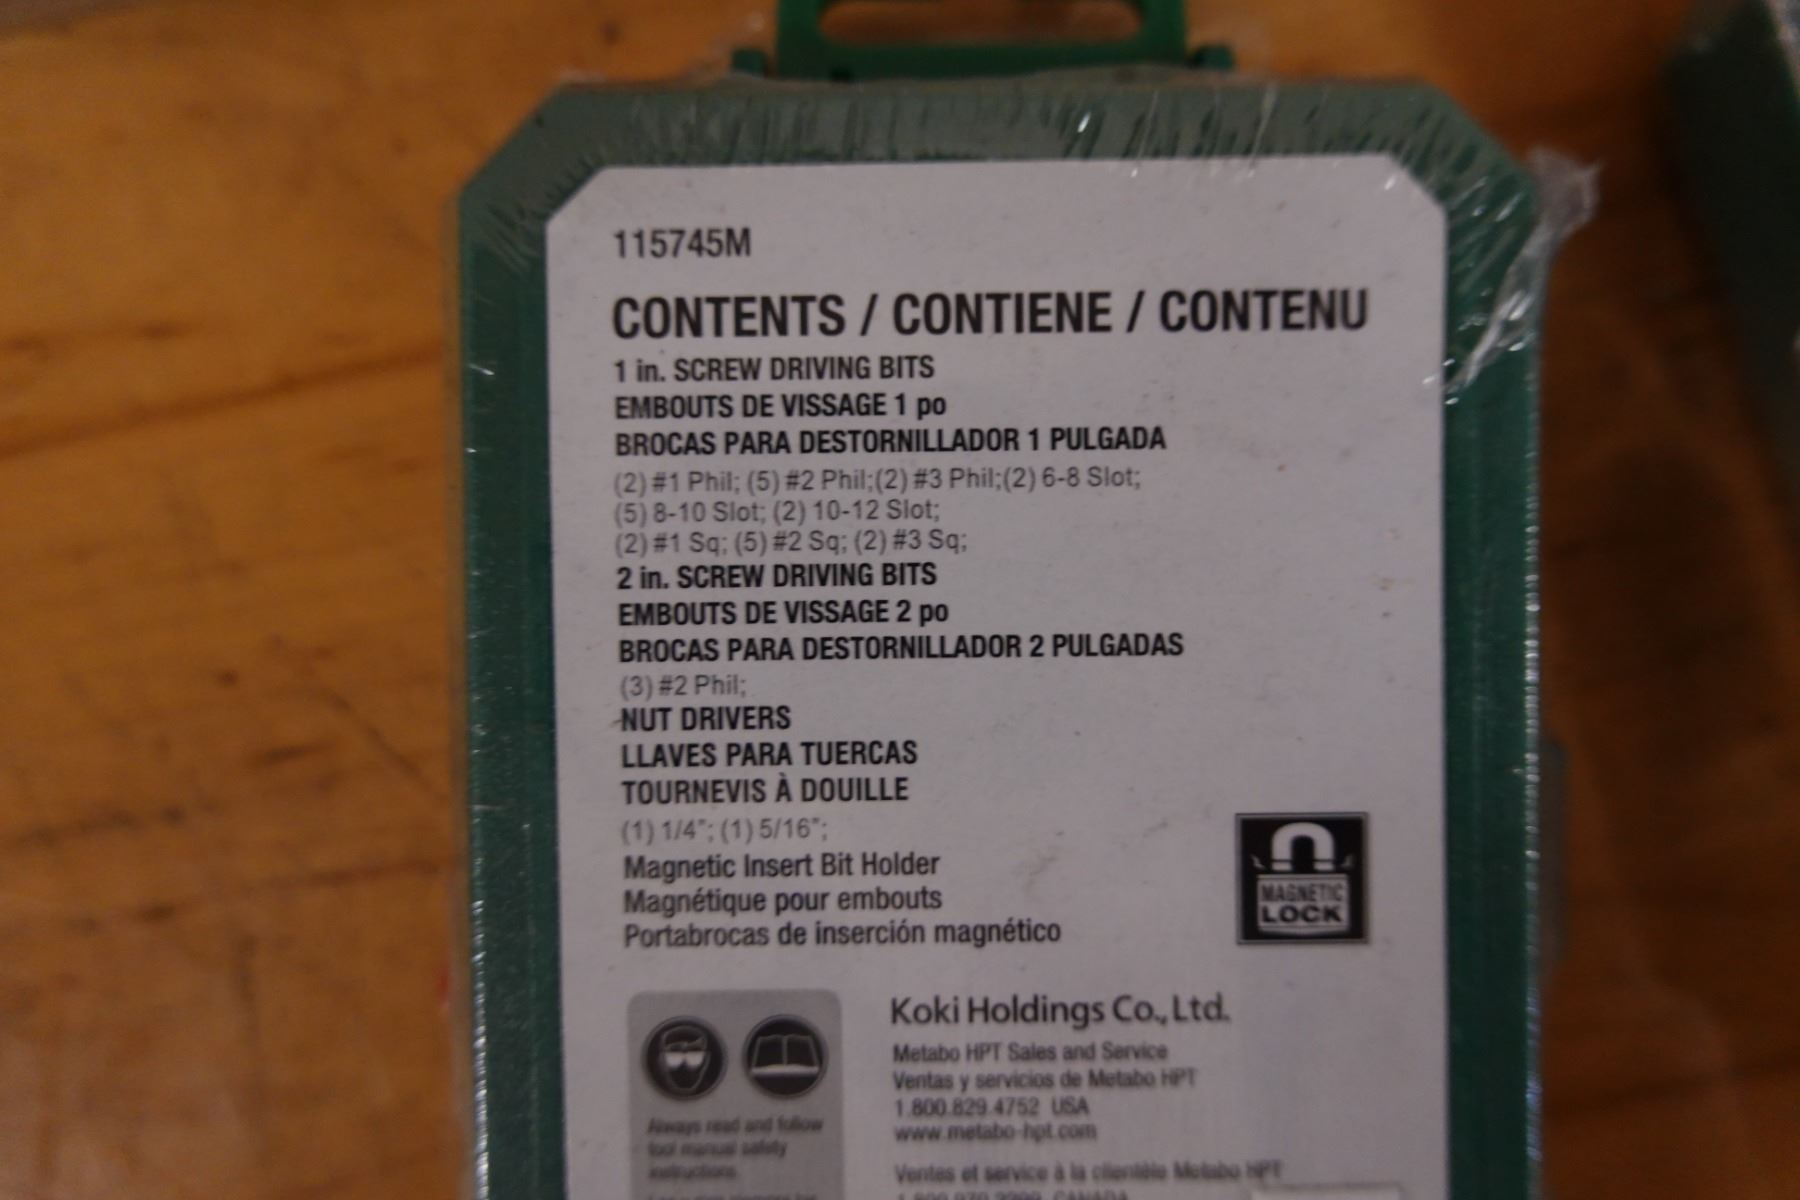 115745M
CONTENTS / CONTIENE / CONTENU
1 in. SCREW DRIVING BITS
EMBOUTS DE VISSAGE 1 po
BROCAS PARA DESTORNILLADOR 1 PULGADA
(2) #1 Phil; (5) #2 Phil;(2) #3 Phil;(2) 6-8 Slot;
(5) 8-10 Slot; (2) 10-12 Slot;
(2) #1 Sq; (5) #2 Sq; (2) #3 Sq;
2 in. SCREW DRIVING BITS
EMBOUTS DE VISSAGE 2 po
BROCAS PARA DESTORNILLADOR 2 PULGADAS
(3) #2 Phil;
NUT DRIVERS
LLAVES PARA TUERCAS
TOURNEVIS À DOUILLE
(1) 1/4"; (1) 5/16";
Magnetic Insert Bit Holder
Magnétique pour embouts
Portabrocas de inserción magnético
MAGNETIC
LOCK
Koki Holdings Co., Ltd.
Metabo HPT Sales and Service
Ventas y servicios de Metabo HPT
1.800.829.4752 USA
www.metabo-hpt.com
Ventes et service à la clientèle Metabo HPT
CANADA
Always read and follow
tool manual safety
instructions.